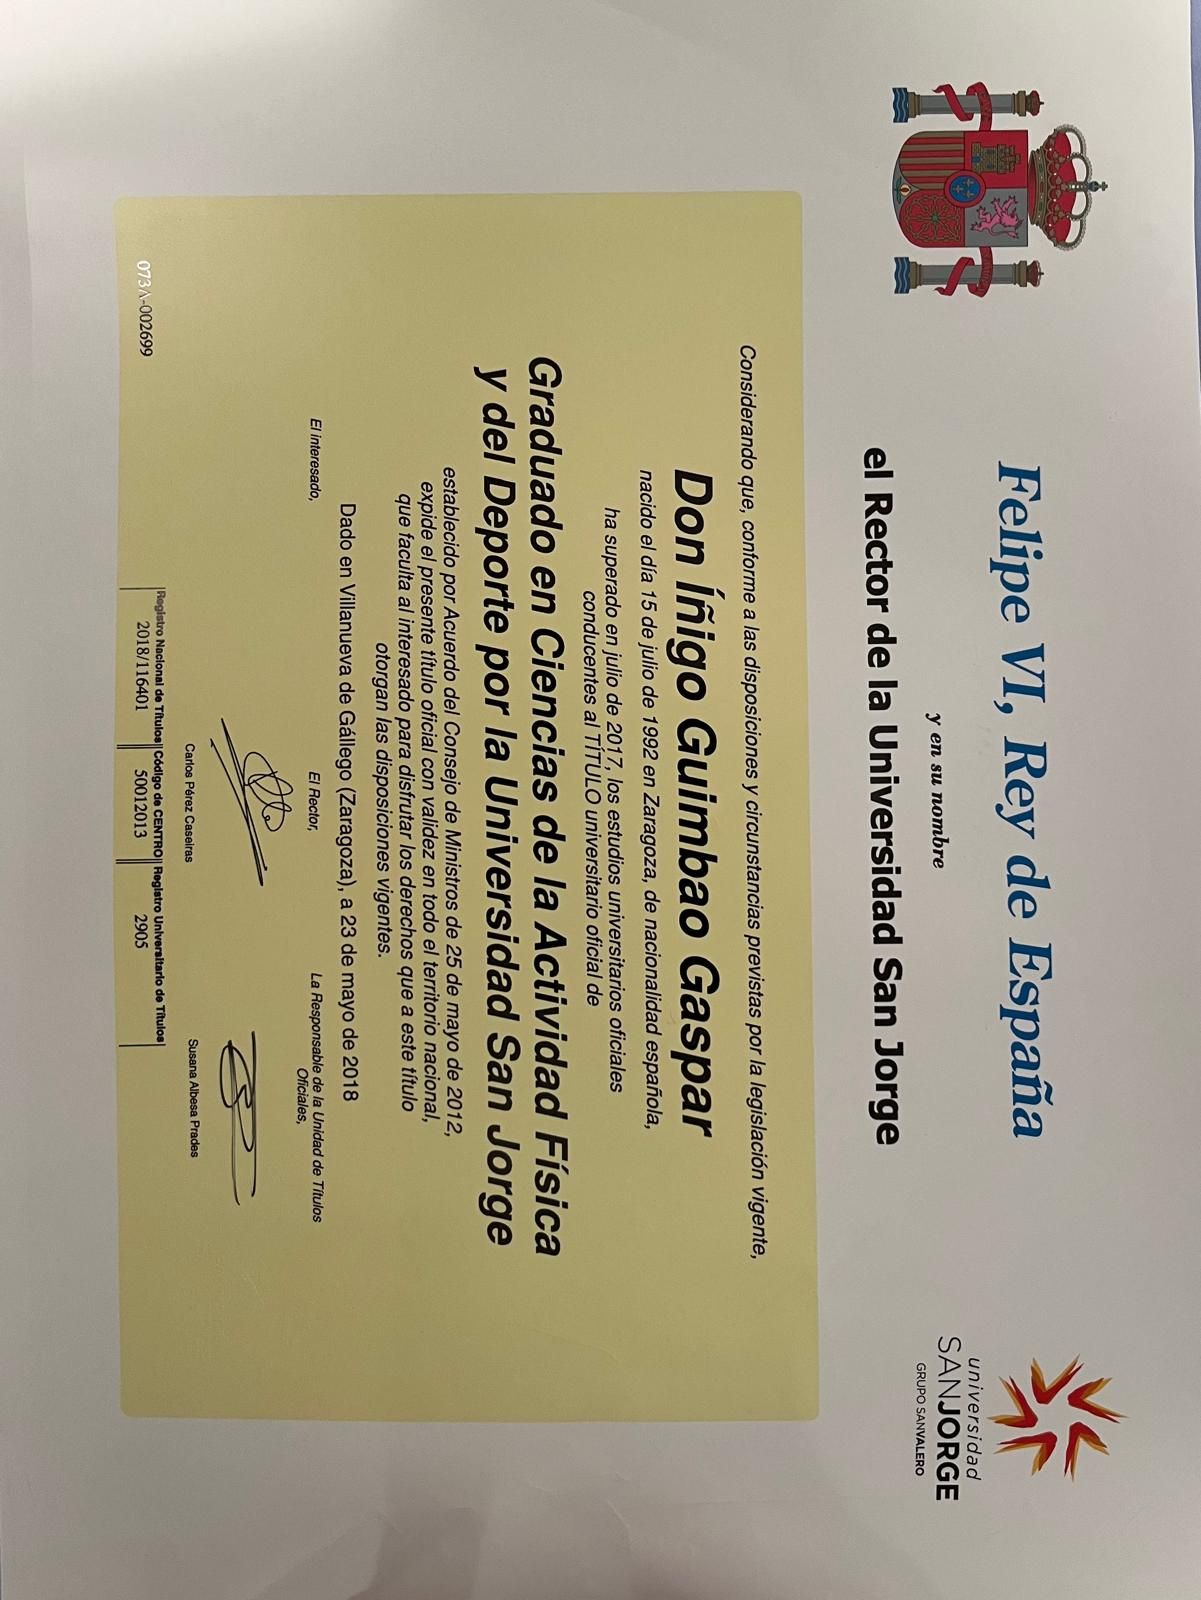 Felipe VI, Rey de España
y en su nombre
el Rector de la Universidad San Jorge
universidad
SANJORGE
GRUPO SANVALERO
Considerando que, conforme a las disposiciones y circunstancias previstas por la legislación vigente,
Don Íñigo Guimbao Gaspar
nacido el día 15 de julio de 1992 en Zaragoza, de nacionalidad española,
ha superado en julio de 2017, los estudios universitarios oficiales
conducentes al TÍTULO universitario oficial de
Graduado en Ciencias de la Actividad Física
y del Deporte por la Universidad San Jorge
establecido por Acuerdo del Consejo de Ministros de 25 de mayo de 2012,
expide el presente título oficial con validez en todo el territorio nacional,
que faculta al interesado para disfrutar los derechos que a este título
otorgan las disposiciones vigentes.
Dado en Villanueva de Gállego (Zaragoza), a 23 de mayo de 2018
El interesado,
El Rector,
La Responsable de la Unidad de Títulos
Oficiales,
Carlos Pérez Caseiras
Susana Albesa Prades
073A-002699
Registro Nacional de Títulos Código de CENTRO Registro Universitario de Títulos
2018/116401 50012013 2905